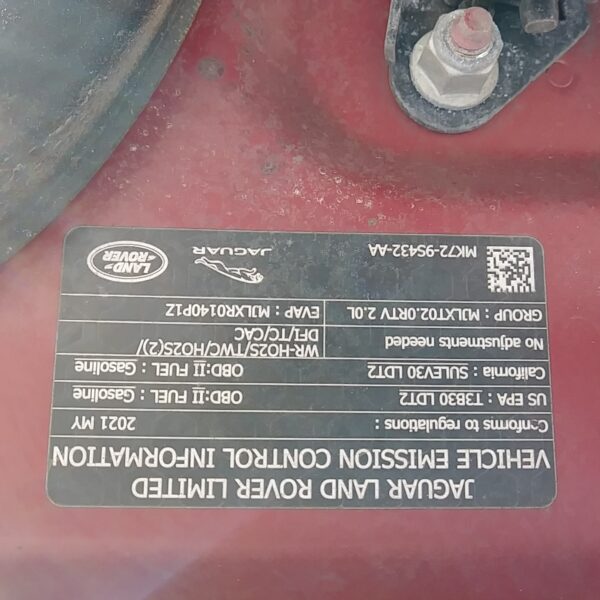 JAGUAR LAND ROVER LIMITED
VEHICLE EMISSION CONTROL INFORMATION
Conforms to regulations : 2021 MY
US EPA : T3B30 LDT2 OBD:II FUEL : Gasoline
California : SULEV30 LDT2 OBD:II FUEL : Gasoline
No adjustments needed WR-HO2S/TWC/HO2S(2)/
DFI/TC/CAC
GROUP : MJLXT02.0RTV 2.0L EVAP : MJLXR0140P1Z
MK72-9S432-AA JAGUAR LAND ROVER